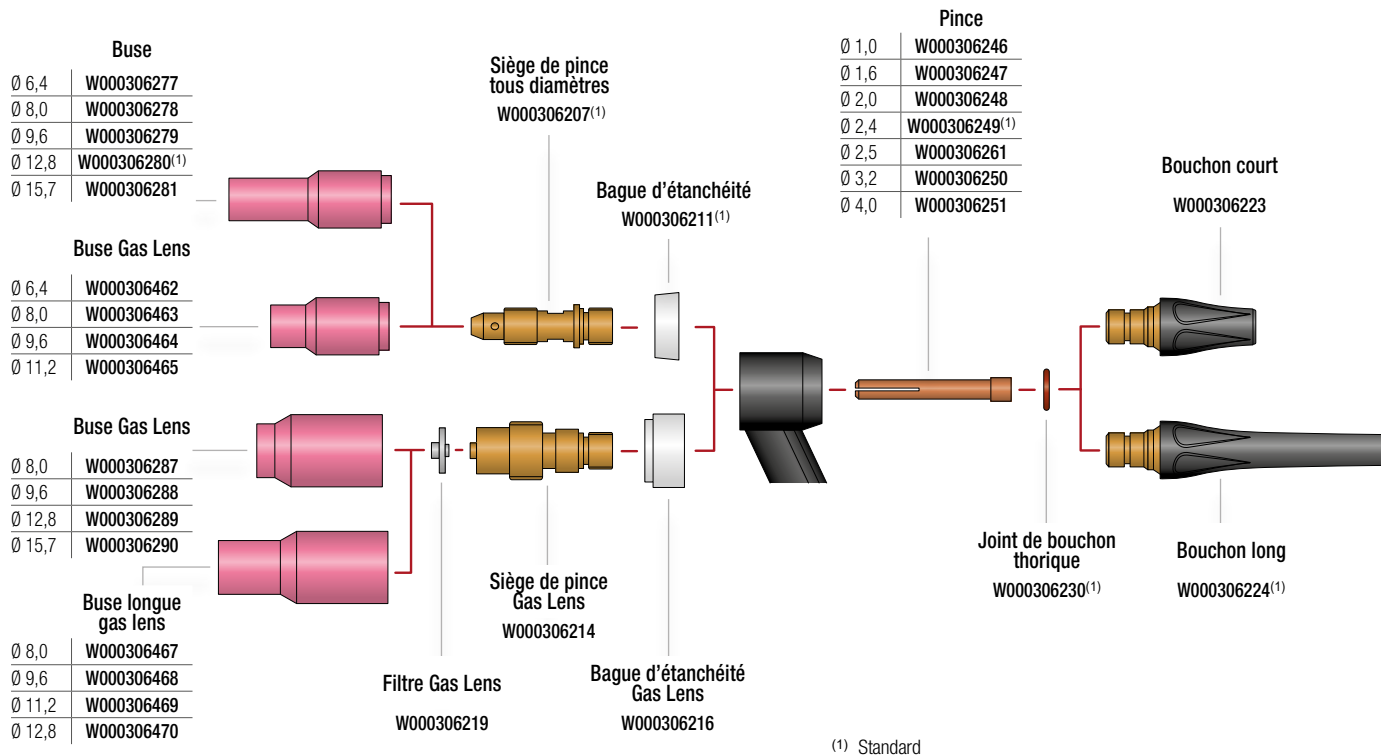 Buse
Ø 6,4 W000306277
Ø 8,0 W000306278
Ø 9,6 W000306279
Ø 12,8 W000306280(1)
Ø 15,7 W000306281
Buse Gas Lens
Ø 6,4 W000306462
Ø 8,0 W000306463
Ø 9,6 W000306464
Ø 11,2 W000306465
Buse Gas Lens
Ø 8,0 W000306287
Ø 9,6 W000306288
Ø 12,8 W000306289
Ø 15,7 W000306290
Buse longue
gas lens
Ø 8,0 W000306467
Ø 9,6 W000306468
Ø 11,2 W000306469
Ø 12,8 W000306470
Siège de pince
tous diamètres
W000306207(1)
Bague d'étanchéité
W000306211(1)
Filtre Gas Lens
W000306219
Siège de pince
Gas Lens
W000306214
Bague d'étanchéité
Gas Lens
W000306216
Pince
Ø 1,0 W000306246
Ø 1,6 W000306247
Ø 2,0 W000306248
Ø 2,4 W000306249(1)
Ø 2,5 W000306261
Ø 3,2 W000306250
Ø 4,0 W000306251
Bouchon court
W000306223
Joint de bouchon
thorique
W000306230(1)
Bouchon long
W000306224(1)
(1) Standard